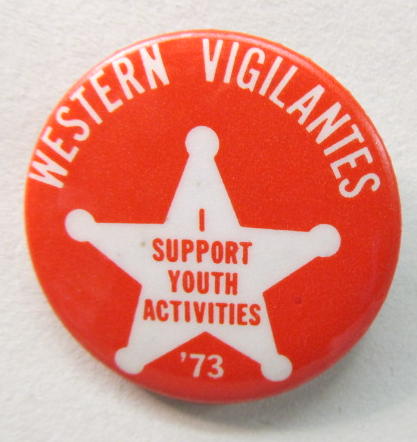 WESTERN VIGILANTES
I
SUPPORT
YOUTH
ACTIVITIES
'73